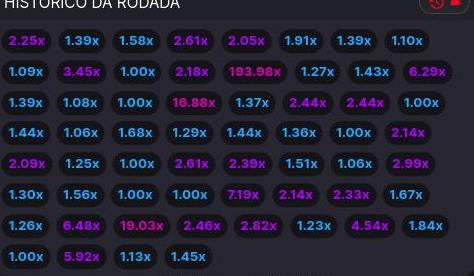 HISTÓRICO DA RODADA
2.25x 1.39x 1.58x 2.61x 2.05x 1.91x 1.39x 1.10x
1.09x 3.45x 1.00x 2.18x 193.98x 1.27x 1.43x 6.29x
1.39x 1.08x 1.00x 16.88x 1.37x 2.44x 2.44x 1.00x
1.44x 1.06x 1.68x 1.29x 1.44x 1.36x 1.00x 2.14x
2.09x 1.25x 1.00x 2.61x 2.39x 1.51x 1.06x 2.99x
1.30x 1.56x 1.00x 1.00x 7.19x 2.14x 2.33x 1.67x
1.26x 6.48x 19.03x 2.46x 2.82x 1.23x 4.54x 1.84x
1.00x 5.92x 1.13x 1.45x